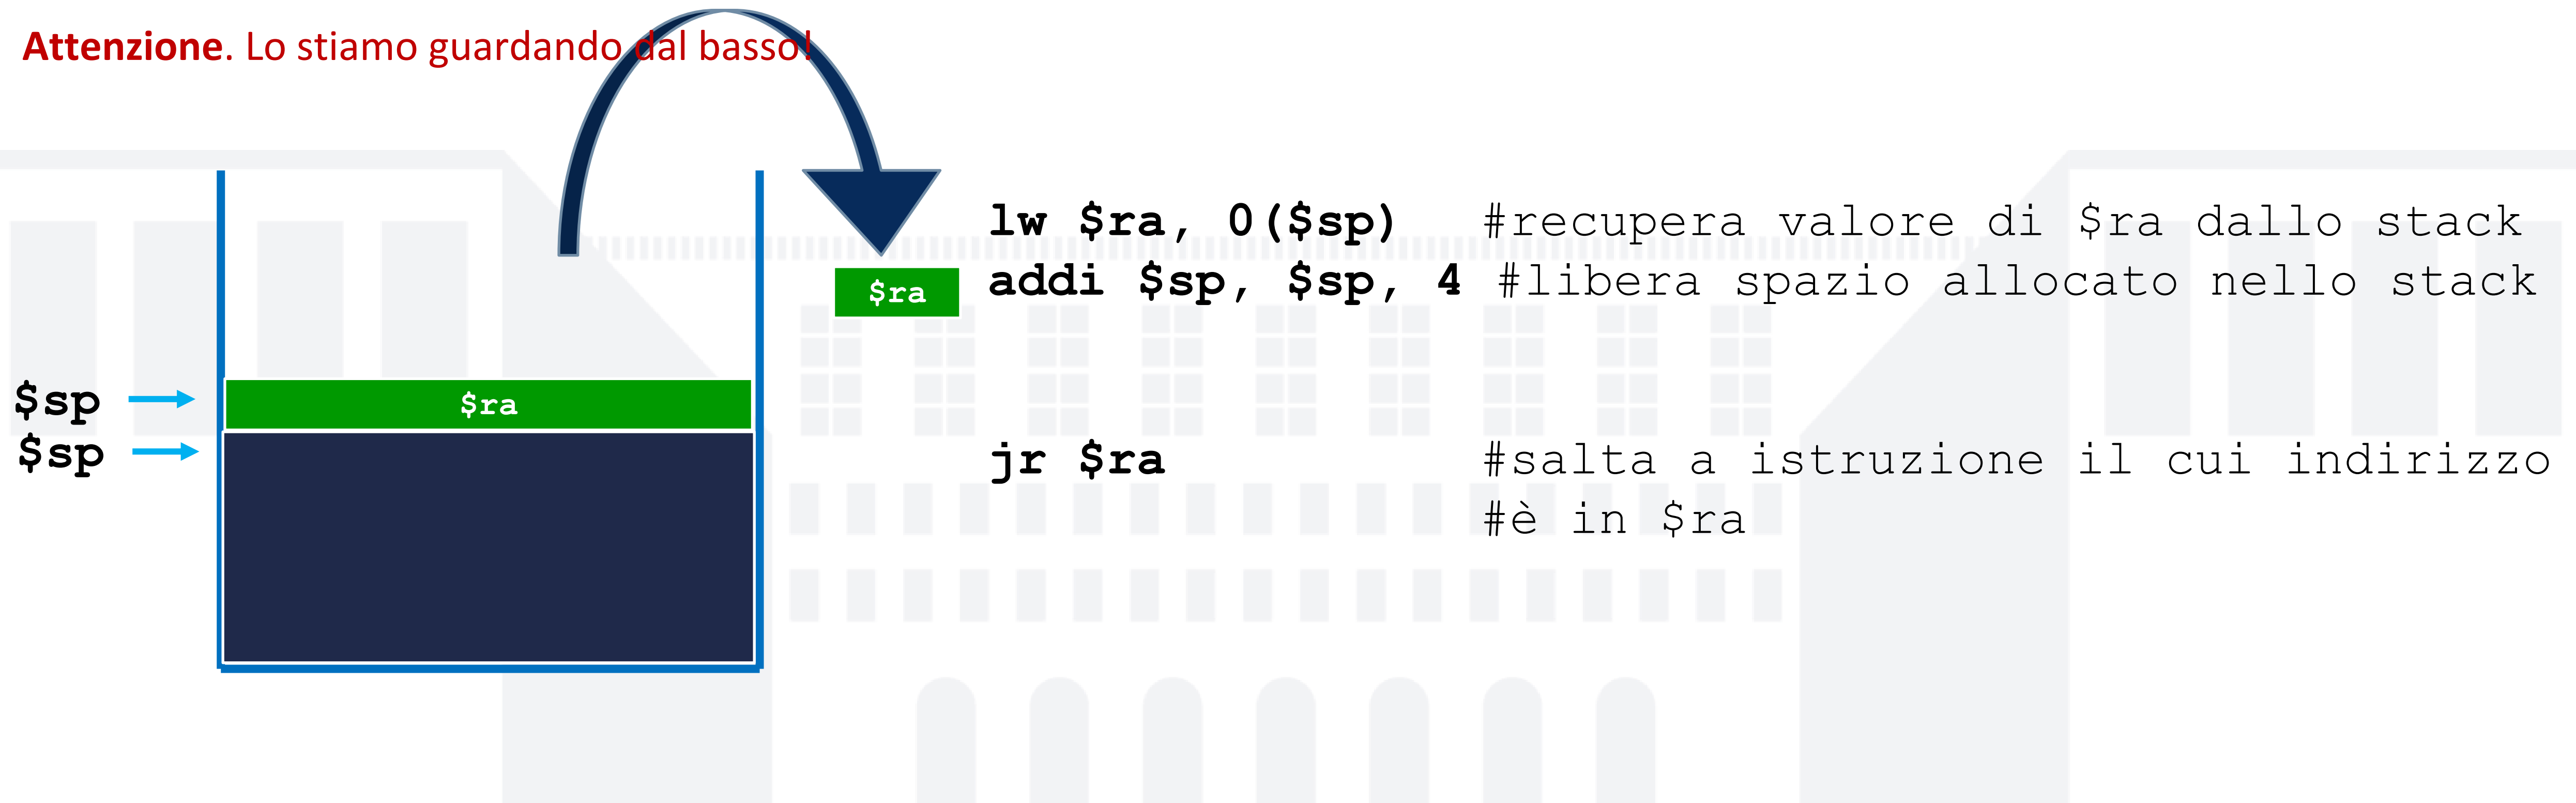 Attenzione. Lo stiamo guardando dal basso!
lw $ra, 0($sp) #recupera valore di $ra dallo stack
$ra
addi $sp, $sp, 4 #libera spazio allocato nello stack
$sp
$ra
$sp
jr $ra #salta a istruzione il cui indirizzo
#è in $ra